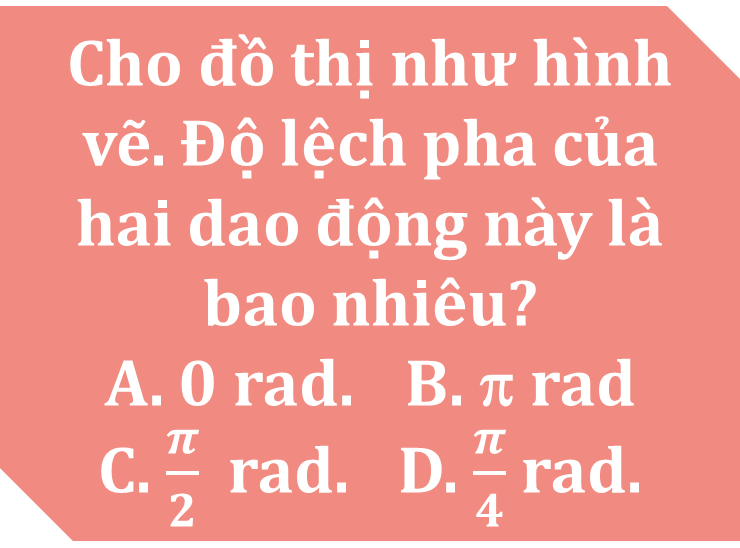 Cho đồ thị như hình
vẽ. Độ lệch pha của
hai dao động này là
bao nhiêu?
A. 0 rad. B. π rad
C. π/2 rad. D. π/4 rad.